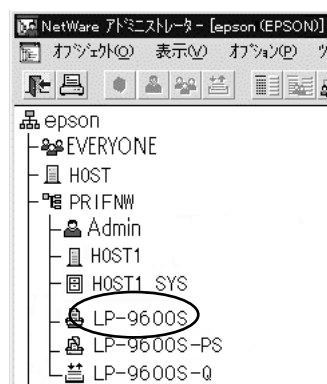 NetWare アドミニストレータ - [epson (EPSON)]
オブジェクト(O) 表示(V) オプション(P) ツ
epson
EVERYONE
HOST
PRIFNW
Admin
HOST1
HOST1_SYS
LP-9600S
LP-9600S-PS
LP-9600S-Q